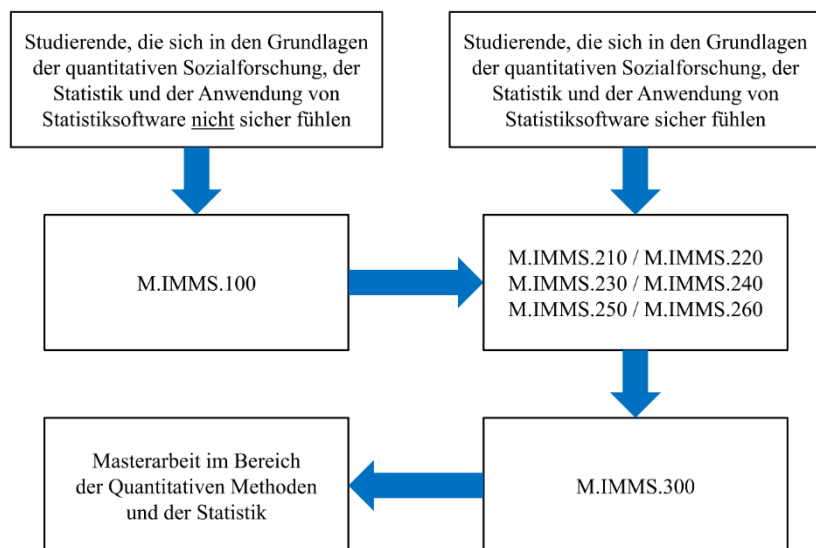 Studierende, die sich in den Grundlagen
der quantitativen Sozialforschung, der
Statistik und der Anwendung von
Statistiksoftware nicht sicher fühlen
Studierende, die sich in den Grundlagen
der quantitativen Sozialforschung, der
Statistik und der Anwendung von
Statistiksoftware sicher fühlen
M.IMMS.100
M.IMMS.210 / M.IMMS.220
M.IMMS.230 / M.IMMS.240
M.IMMS.250 / M.IMMS.260
Masterarbeit im Bereich
der Quantitativen Methoden
und der Statistik
M.IMMS.300